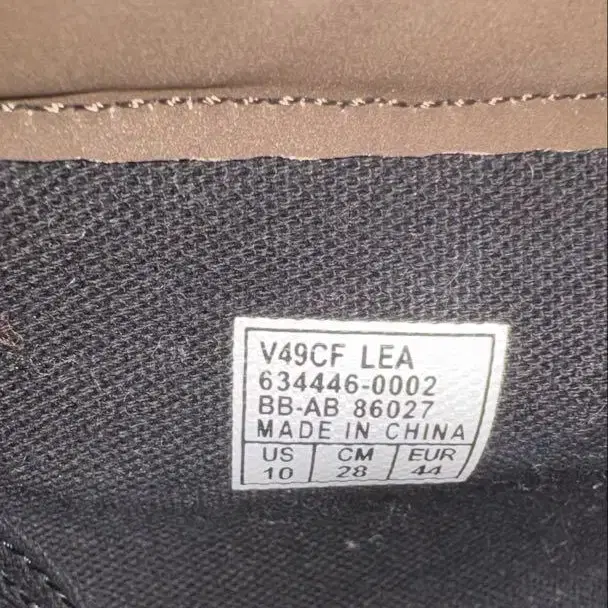 V49CF LEA
634446-0002
BB-AB 86027
MADE IN CHINA
US CM EUR
10 28 44